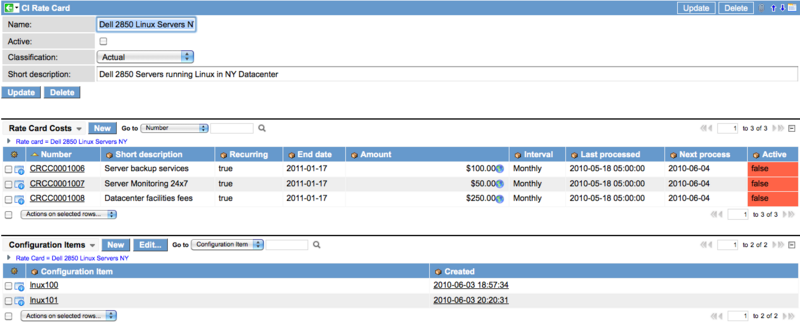 CI Rate Card Update Delete
Name: Dell 2850 Linux Servers N
Active:
Classification: Actual
Short description: Dell 2850 Servers running Linux in NY Datacenter
Update Delete
Rate Card Costs New Go to Number 1 to 3 of 3
Rate card = Dell 2850 Linux Servers NY
Number Short description Recurring End date Amount Interval Last processed Next process Active
CRCC0001006 Server backup services true 2011-01-17 $100.00 Monthly 2010-05-18 05:00:00 2010-06-04 false
CRCC0001007 Server Monitoring 24x7 true 2011-01-17 $50.00 Monthly 2010-05-18 05:00:00 2010-06-04 false
CRCC0001008 Datacenter facilities fees true 2011-01-17 $250.00 Monthly 2010-05-18 05:00:00 2010-06-04 false
Actions on selected rows... 1 to 3 of 3
Configuration Items New Edit... Go to Configuration Item 1 to 2 of 2
Rate Card = Dell 2850 Linux Servers NY
Configuration Item Created
lnux100 2010-06-03 18:57:34
lnux101 2010-06-03 20:20:31
Actions on selected rows... 1 to 2 of 2